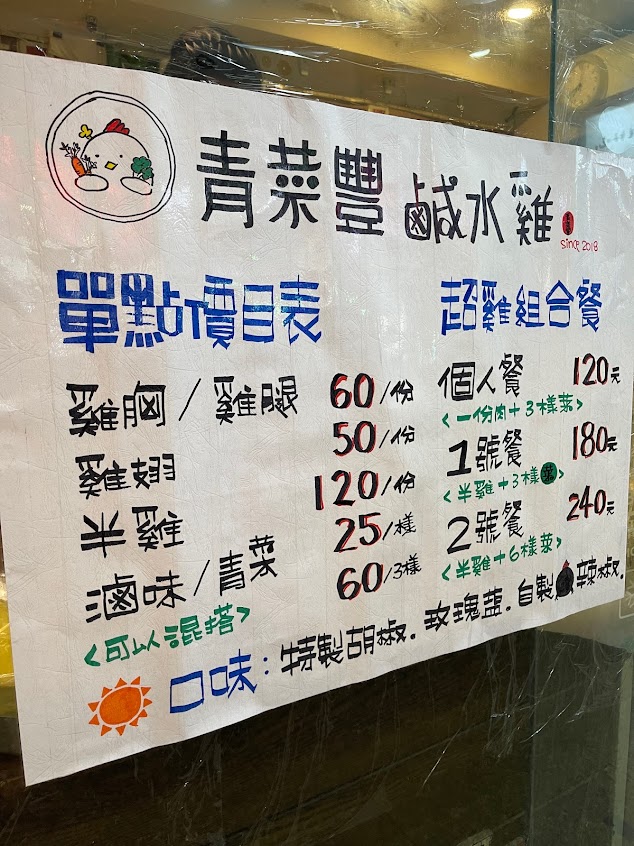 青菜豐 鹹水雞
since 2018
單點價目表
雞胸/雞腿 60/份
雞翅 50/份
半雞 120/份
滷味/青菜 25/樣
60/3樣
<可以混搭>
超雞組合餐
個人餐 120元
<一份肉+3樣菜>
1號餐 180元
<半雞+3樣菜>
2號餐 240元
<半雞+6樣菜>
口味:特製胡椒.玫瑰鹽.自製辣椒.